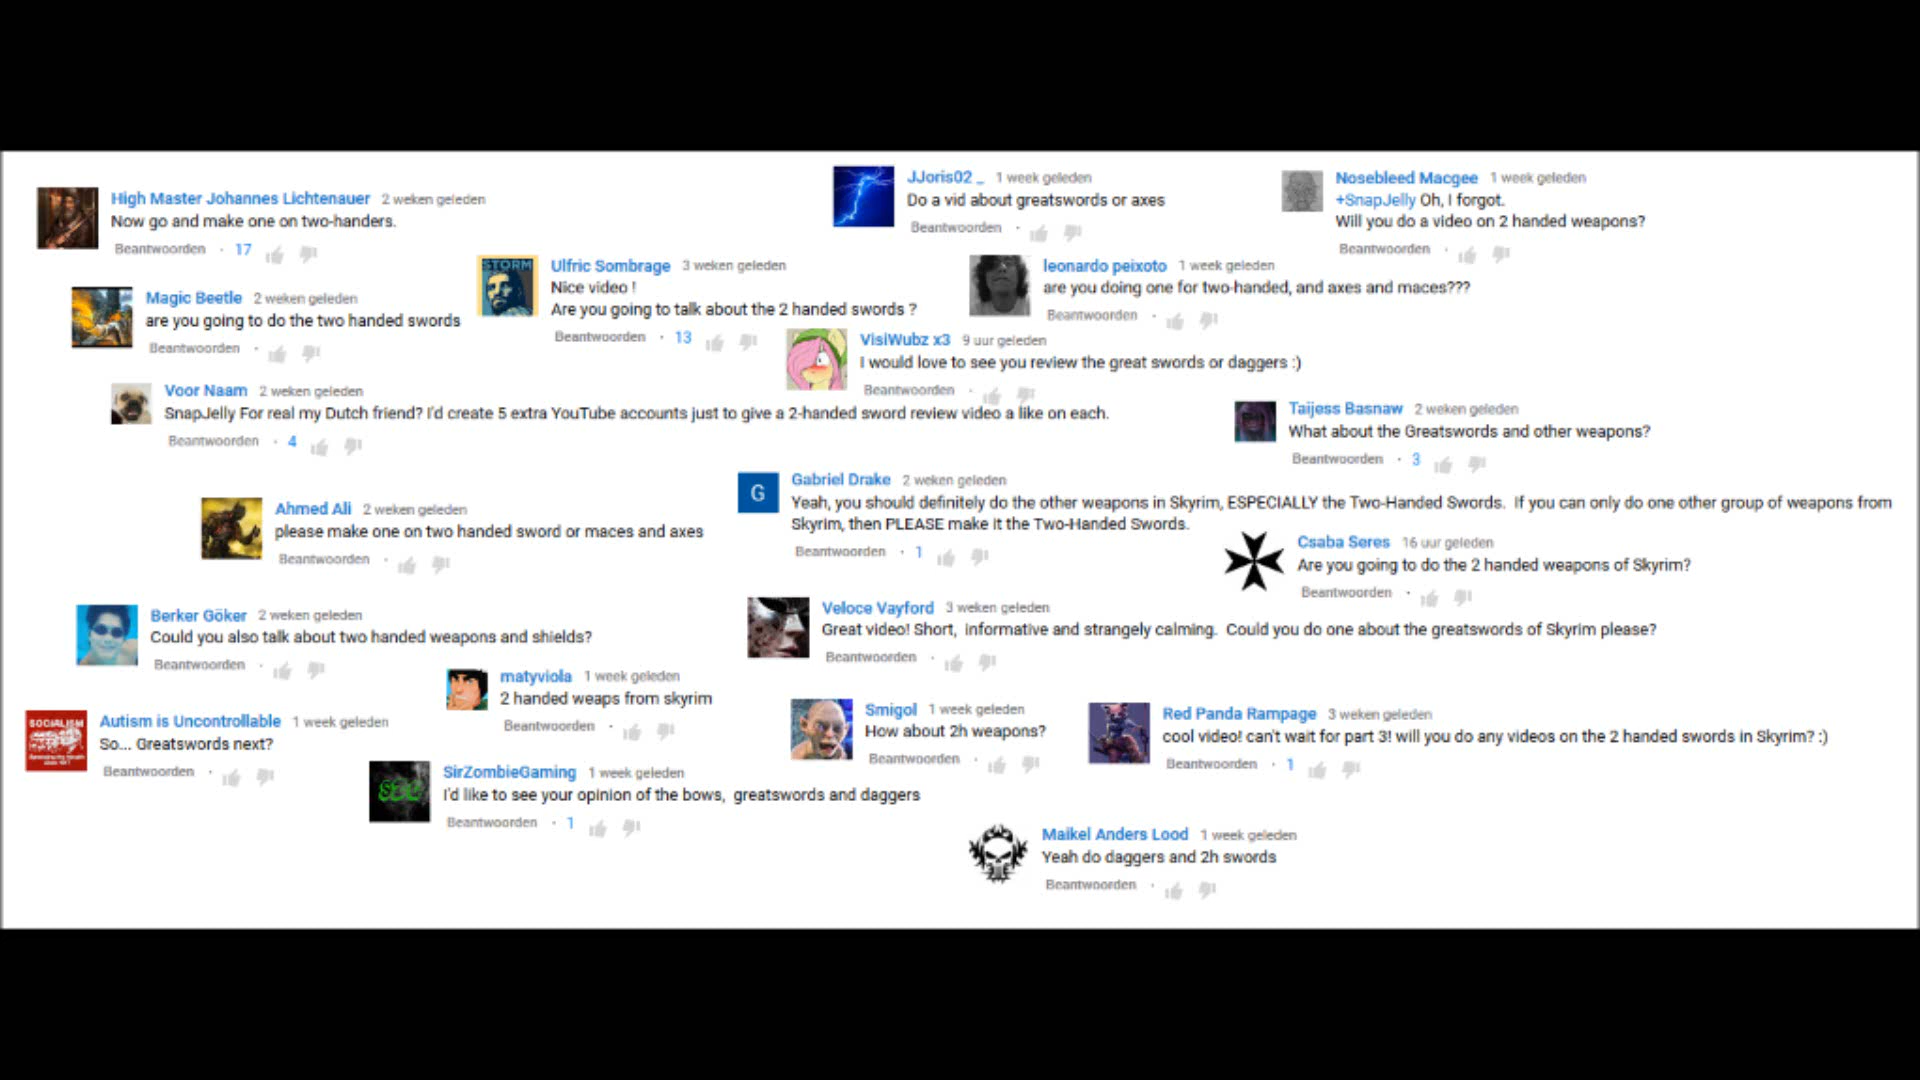 High Master Johannes Lichtenauer 2 weken geleden
Now go and make one on two-handers.
Beantwoorden · 17
JJoris02 _ 1 week geleden
Do a vid about greatswords or axes
Beantwoorden ·
Nosebleed Macgee 1 week geleden
+SnapJelly Oh, I forgot.
Will you do a video on 2 handed weapons?
Beantwoorden ·
STORM
Ulfric Sombrage 3 weken geleden
Nice video !
Are you going to talk about the 2 handed swords ?
Beantwoorden · 13
leonardo peixoto 1 week geleden
are you doing one for two-handed, and axes and maces???
Beantwoorden ·
Magic Beetle 2 weken geleden
are you going to do the two handed swords
Beantwoorden ·
VisiWubz x3 9 uur geleden
I would love to see you review the great swords or daggers :)
Beantwoorden ·
Voor Naam 2 weken geleden
SnapJelly For real my Dutch friend? I'd create 5 extra YouTube accounts just to give a 2-handed sword review video a like on each.
Beantwoorden · 4
Taijess Basnaw 2 weken geleden
What about the Greatswords and other weapons?
Beantwoorden · 3
G
Gabriel Drake 2 weken geleden
Yeah, you should definitely do the other weapons in Skyrim, ESPECIALLY the Two-Handed Swords. If you can only do one other group of weapons from
Skyrim, then PLEASE make it the Two-Handed Swords.
Beantwoorden · 1
Ahmed Ali 2 weken geleden
please make one on two handed sword or maces and axes
Beantwoorden ·
Csaba Seres 16 uur geleden
Are you going to do the 2 handed weapons of Skyrim?
Beantwoorden ·
Berker Göker 2 weken geleden
Could you also talk about two handed weapons and shields?
Beantwoorden ·
Veloce Vayford 3 weken geleden
Great video! Short, informative and strangely calming. Could you do one about the greatswords of Skyrim please?
Beantwoorden ·
matyviola 1 week geleden
2 handed weaps from skyrim
Beantwoorden ·
SOCIALISM
Autism is Uncontrollable 1 week geleden
So... Greatswords next?
Beantwoorden ·
Smigol 1 week geleden
How about 2h weapons?
Beantwoorden ·
Red Panda Rampage 3 weken geleden
cool video! can't wait for part 3! will you do any videos on the 2 handed swords in Skyrim? :)
Beantwoorden · 1
SirZombieGaming 1 week geleden
I'd like to see your opinion of the bows, greatswords and daggers
Beantwoorden · 1
Maikel Anders Lood 1 week geleden
Yeah do daggers and 2h swords
Beantwoorden ·